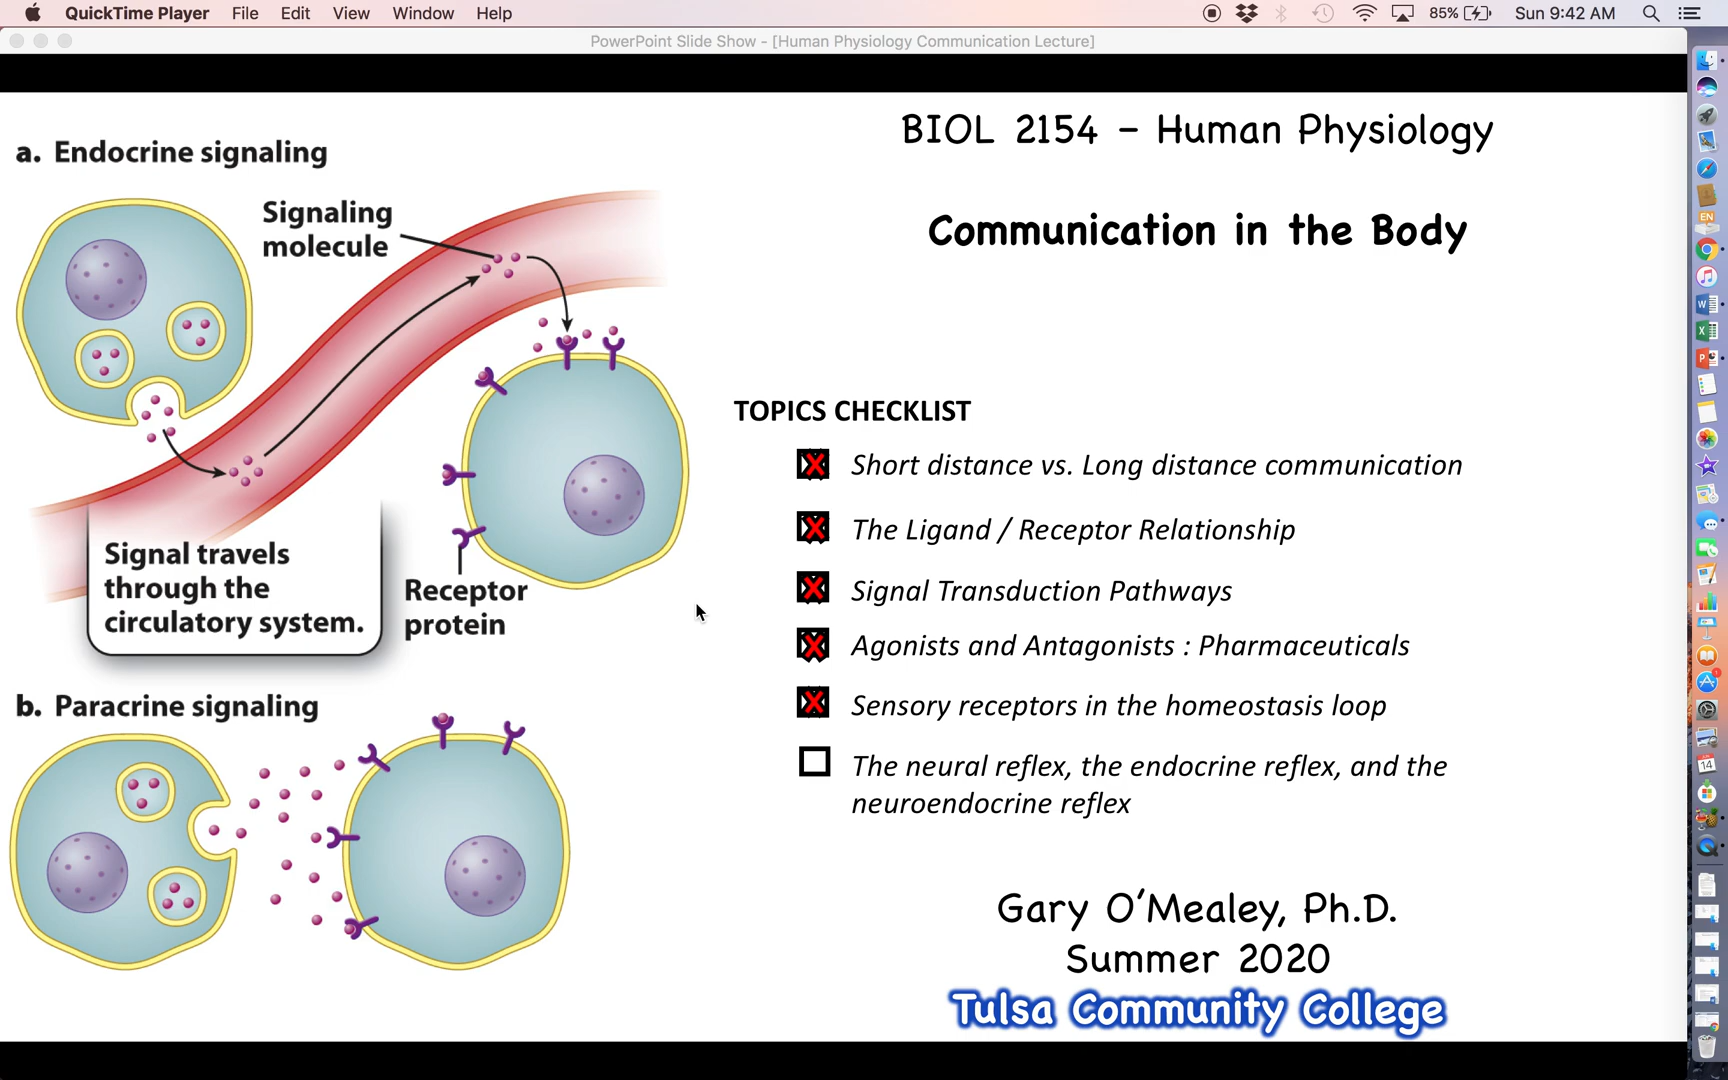 QuickTime Player File Edit View Window Help 85% Sun 9:42 AM
PowerPoint Slide Show - [Human Physiology Communication Lecture]
a. Endocrine signaling
Signaling
molecule
Signal travels
through the
circulatory system.
Receptor
protein
b. Paracrine signaling
BIOL 2154 – Human Physiology
Communication in the Body
TOPICS CHECKLIST
Short distance vs. Long distance communication
The Ligand / Receptor Relationship
Signal Transduction Pathways
Agonists and Antagonists : Pharmaceuticals
Sensory receptors in the homeostasis loop
The neural reflex, the endocrine reflex, and the
neuroendocrine reflex
Gary O'Mealey, Ph.D.
Summer 2020
Tulsa Community College
EN
14